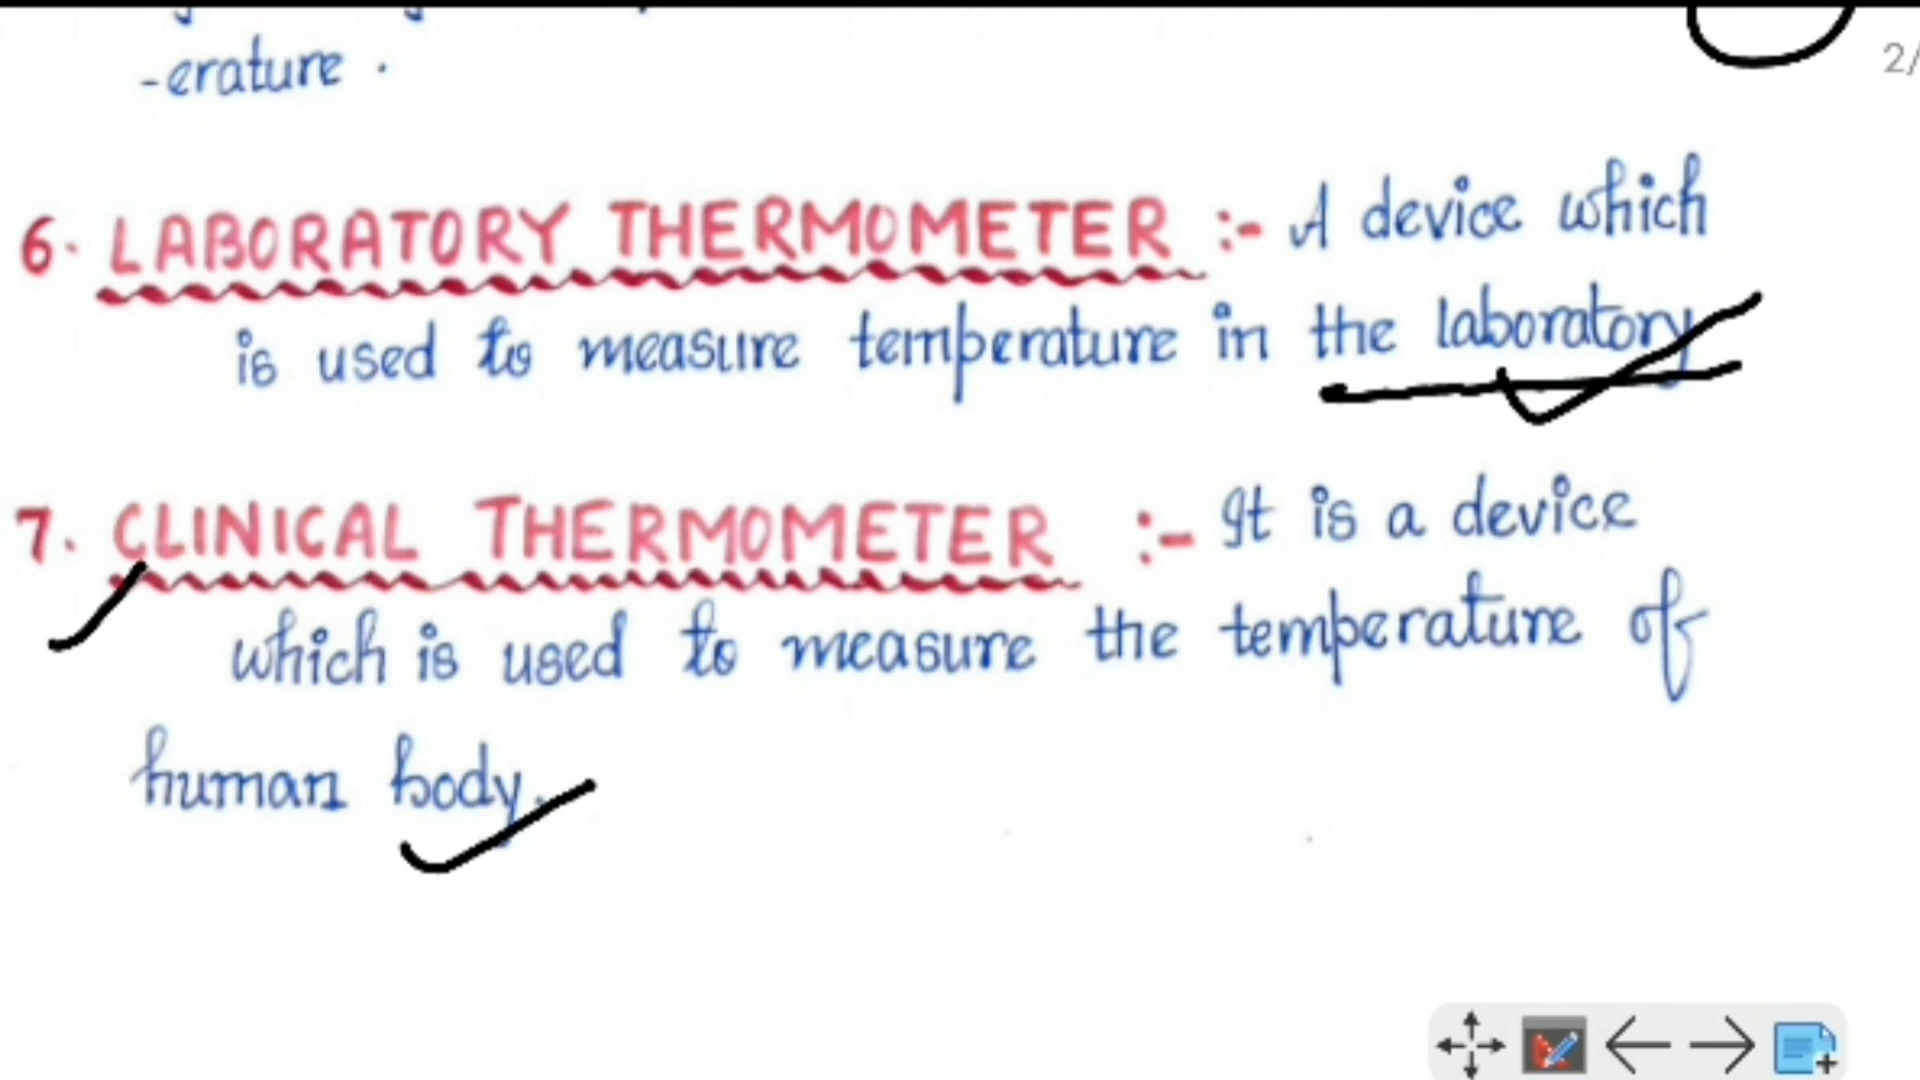 -erature .
2/
6. LABORATORY THERMOMETER :- A device which
is used to measure temperature in the laboratory
7. CLINICAL THERMOMETER :- It is a device
which is used to measure the temperature of
human body.